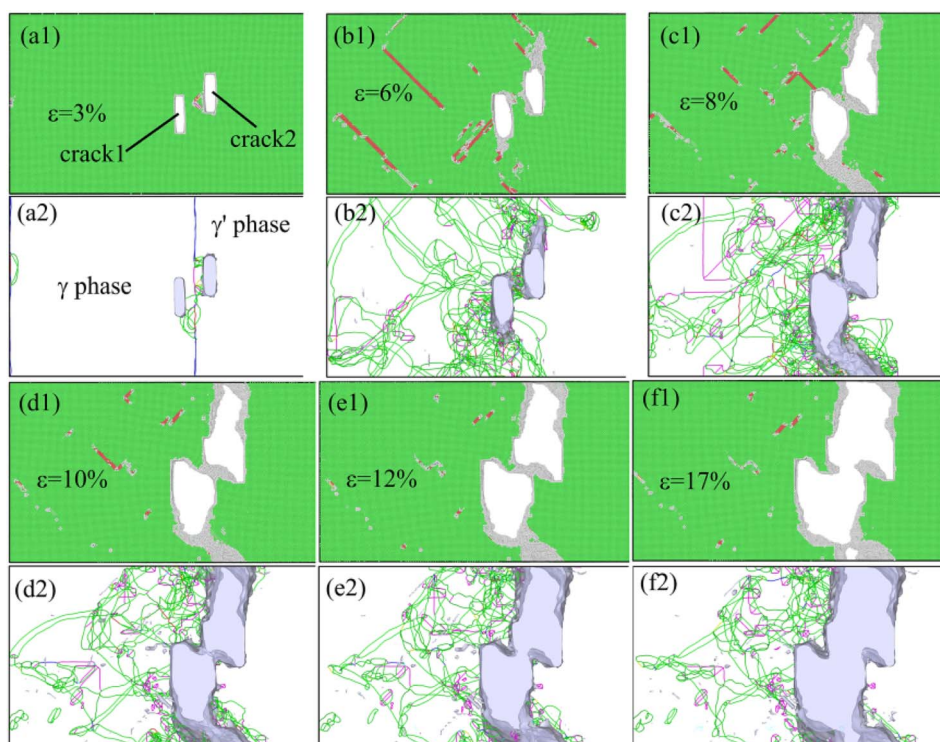 (a1)
ε=3%
crack1
crack2
(b1)
ε=6%
(c1)
ε=8%
(a2)
γ phase
γ' phase
(b2)
(c2)
(d1)
ε=10%
(e1)
ε=12%
(f1)
ε=17%
(d2)
(e2)
(f2)